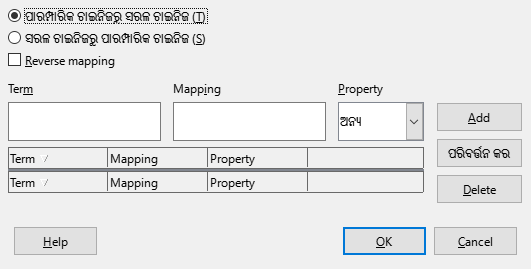 ପାରମ୍ପାରିକ ଚାଇନିଜରୁ ସରଳ ଚାଇନିଜ (T)
ସରଳ ଚାଇନିଜରୁ ପାରମ୍ପାରିକ ଚାଇନିଜ (S)
Reverse mapping
Term Mapping Property
ଅନ୍ୟ
Add
Term / Mapping Property
ପରିବର୍ତ୍ତନ କର
Term / Mapping Property
Delete
Help OK Cancel